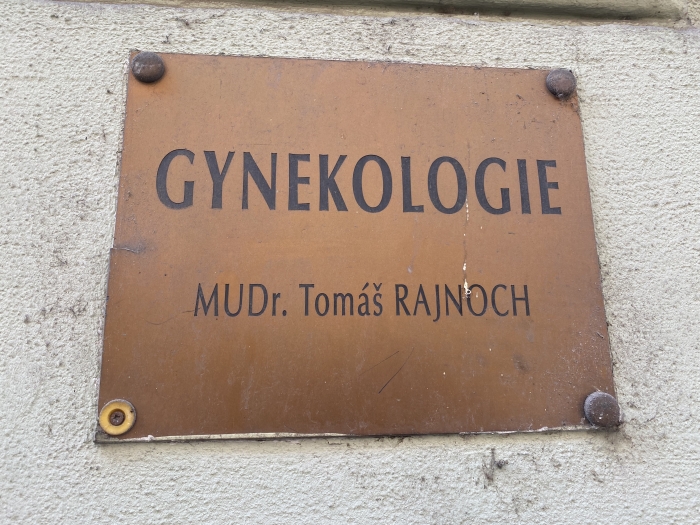 GYNEKOLOGIE
MUDr. Tomáš RAJNOCH